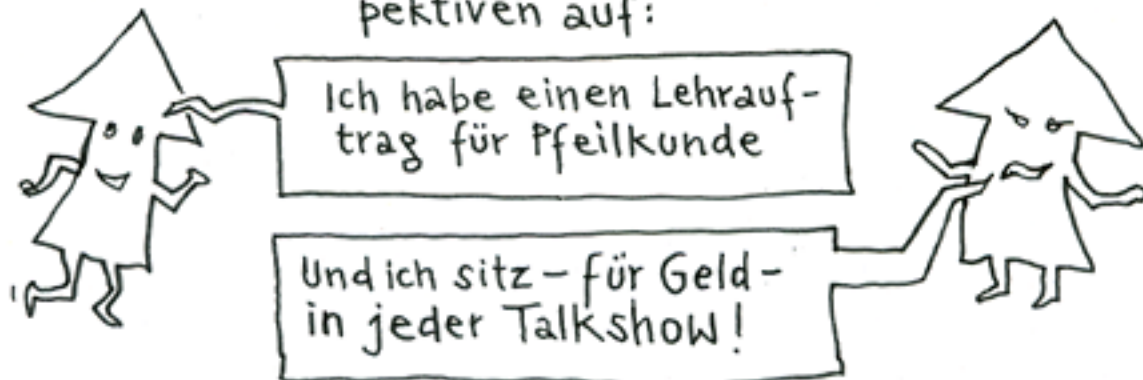 pektiven auf:
Ich habe einen Lehrauf-
trag für Pfeilkunde
Und ich sitz - für Geld -
in jeder Talkshow!